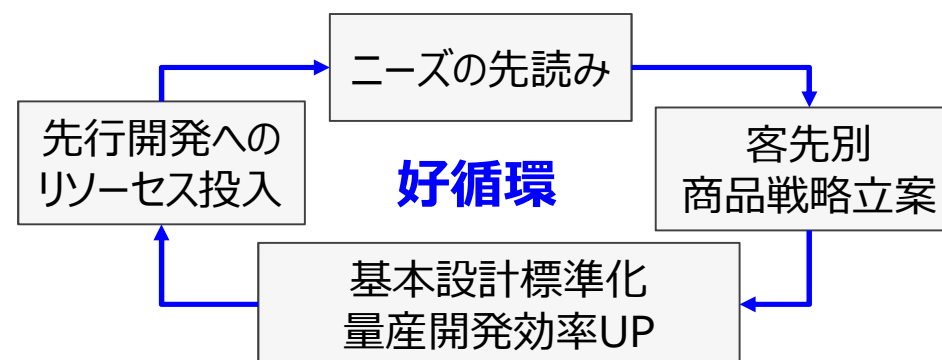 ニーズの先読み
先行開発への
リソーセス投入
好循環
客先別
商品戦略立案
基本設計標準化
量産開発効率UP